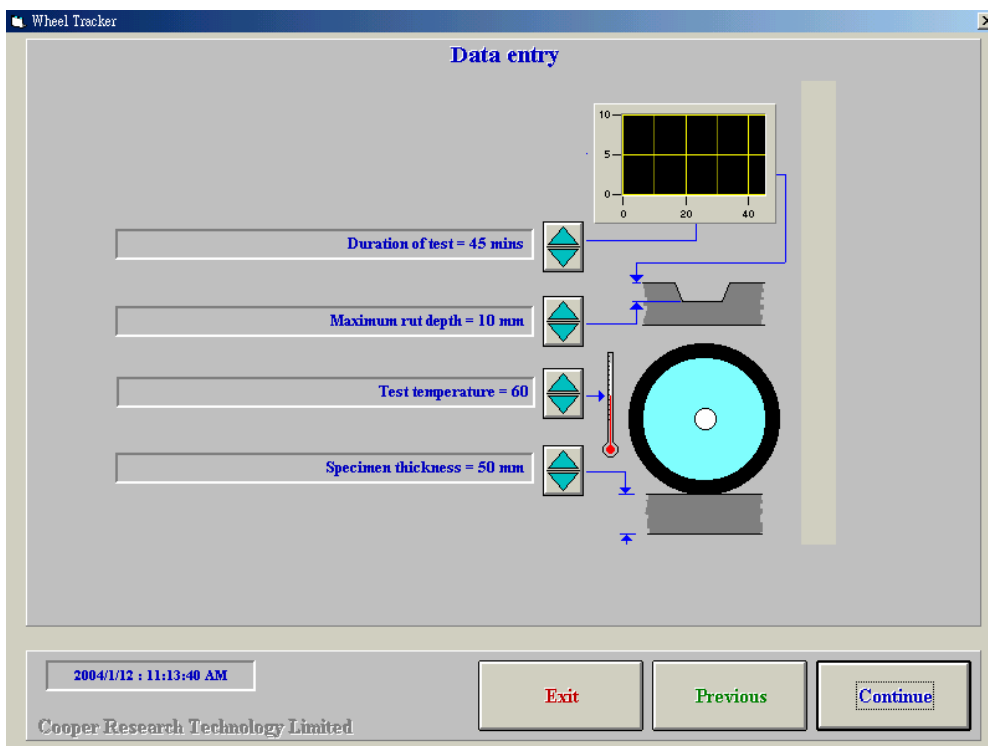 Wheel Tracker
Data entry
10
5
0
0 20 40
Duration of test = 45 mins
Maximum rut depth = 10 mm
Test temperature = 60
Specimen thickness = 50 mm
2004/1/12 : 11:13:40 AM
Exit
Previous
Continue
Cooper Research Technology Limited